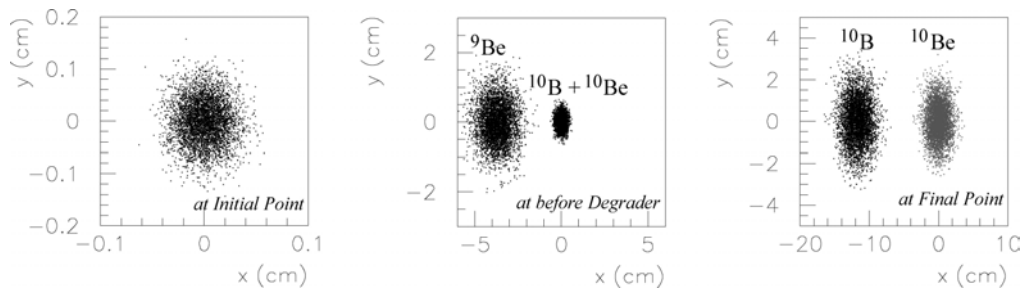 0.2
0.1
0
−0.1
−0.2
y (cm)
−0.1
0
0.1
x (cm)
at Initial Point
2
0
−2
y (cm)
⁹Be
¹⁰B + ¹⁰Be
at before Degrader
−5
0
5
x (cm)
4
2
0
−2
−4
y (cm)
¹⁰B
¹⁰Be
at Final Point
−20
−10
0
10
x (cm)